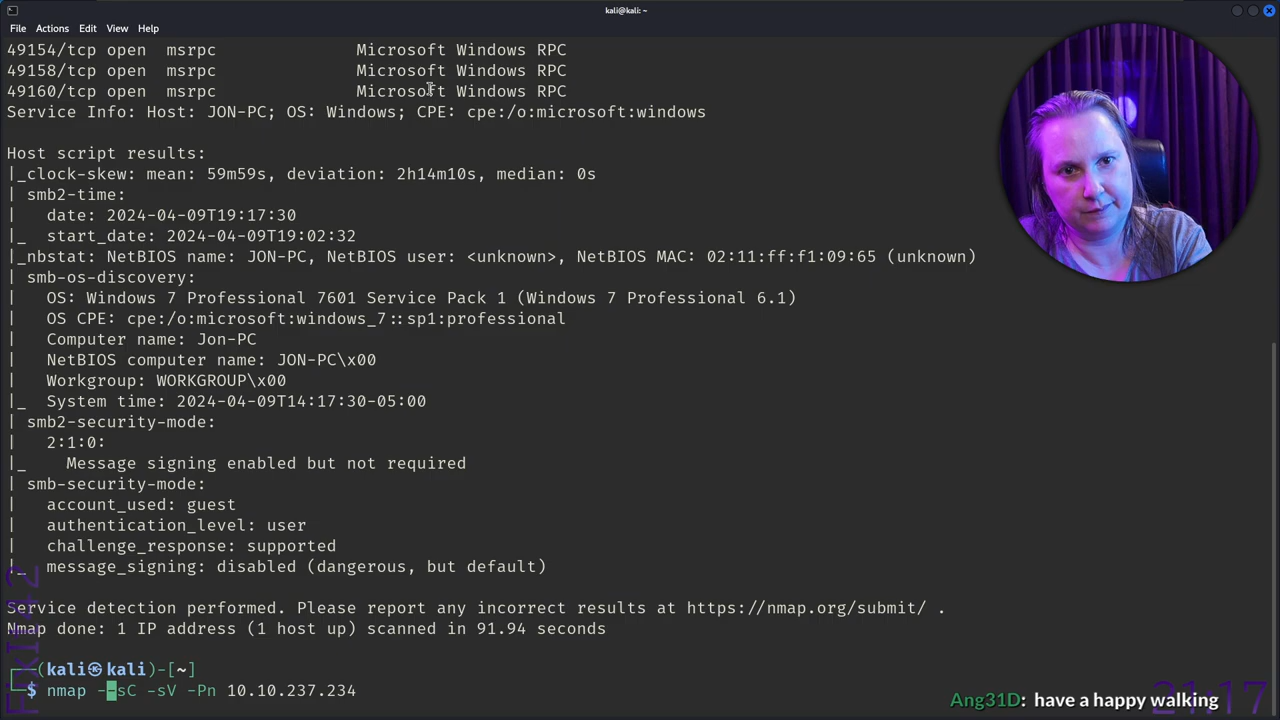 kali@kali: ~
File Actions Edit View Help
49154/tcp open  msrpc              Microsoft Windows RPC
49158/tcp open  msrpc              Microsoft Windows RPC
49160/tcp open  msrpc              Microsoft Windows RPC
Service Info: Host: JON-PC; OS: Windows; CPE: cpe:/o:microsoft:windows
Host script results:
|_clock-skew: mean: 59m59s, deviation: 2h14m10s, median: 0s
| smb2-time:
|   date: 2024-04-09T19:17:30
|_  start_date: 2024-04-09T19:02:32
|_nbstat: NetBIOS name: JON-PC, NetBIOS user: <unknown>, NetBIOS MAC: 02:11:ff:f1:09:65 (unknown)
| smb-os-discovery:
|   OS: Windows 7 Professional 7601 Service Pack 1 (Windows 7 Professional 6.1)
|   OS CPE: cpe:/o:microsoft:windows_7::sp1:professional
|   Computer name: Jon-PC
|   NetBIOS computer name: JON-PC\x00
|   Workgroup: WORKGROUP\x00
|_  System time: 2024-04-09T14:17:30-05:00
| smb2-security-mode:
|   2:1:0:
|_    Message signing enabled but not required
| smb-security-mode:
|   account_used: guest
|   authentication_level: user
|   challenge_response: supported
|_  message_signing: disabled (dangerous, but default)
Service detection performed. Please report any incorrect results at https://nmap.org/submit/ .
Nmap done: 1 IP address (1 host up) scanned in 91.94 seconds
┌──(kali㉿kali)-[~]
└─$ nmap --sC -sV -Pn 10.10.237.234
Ang31D: have a happy walking
21:17